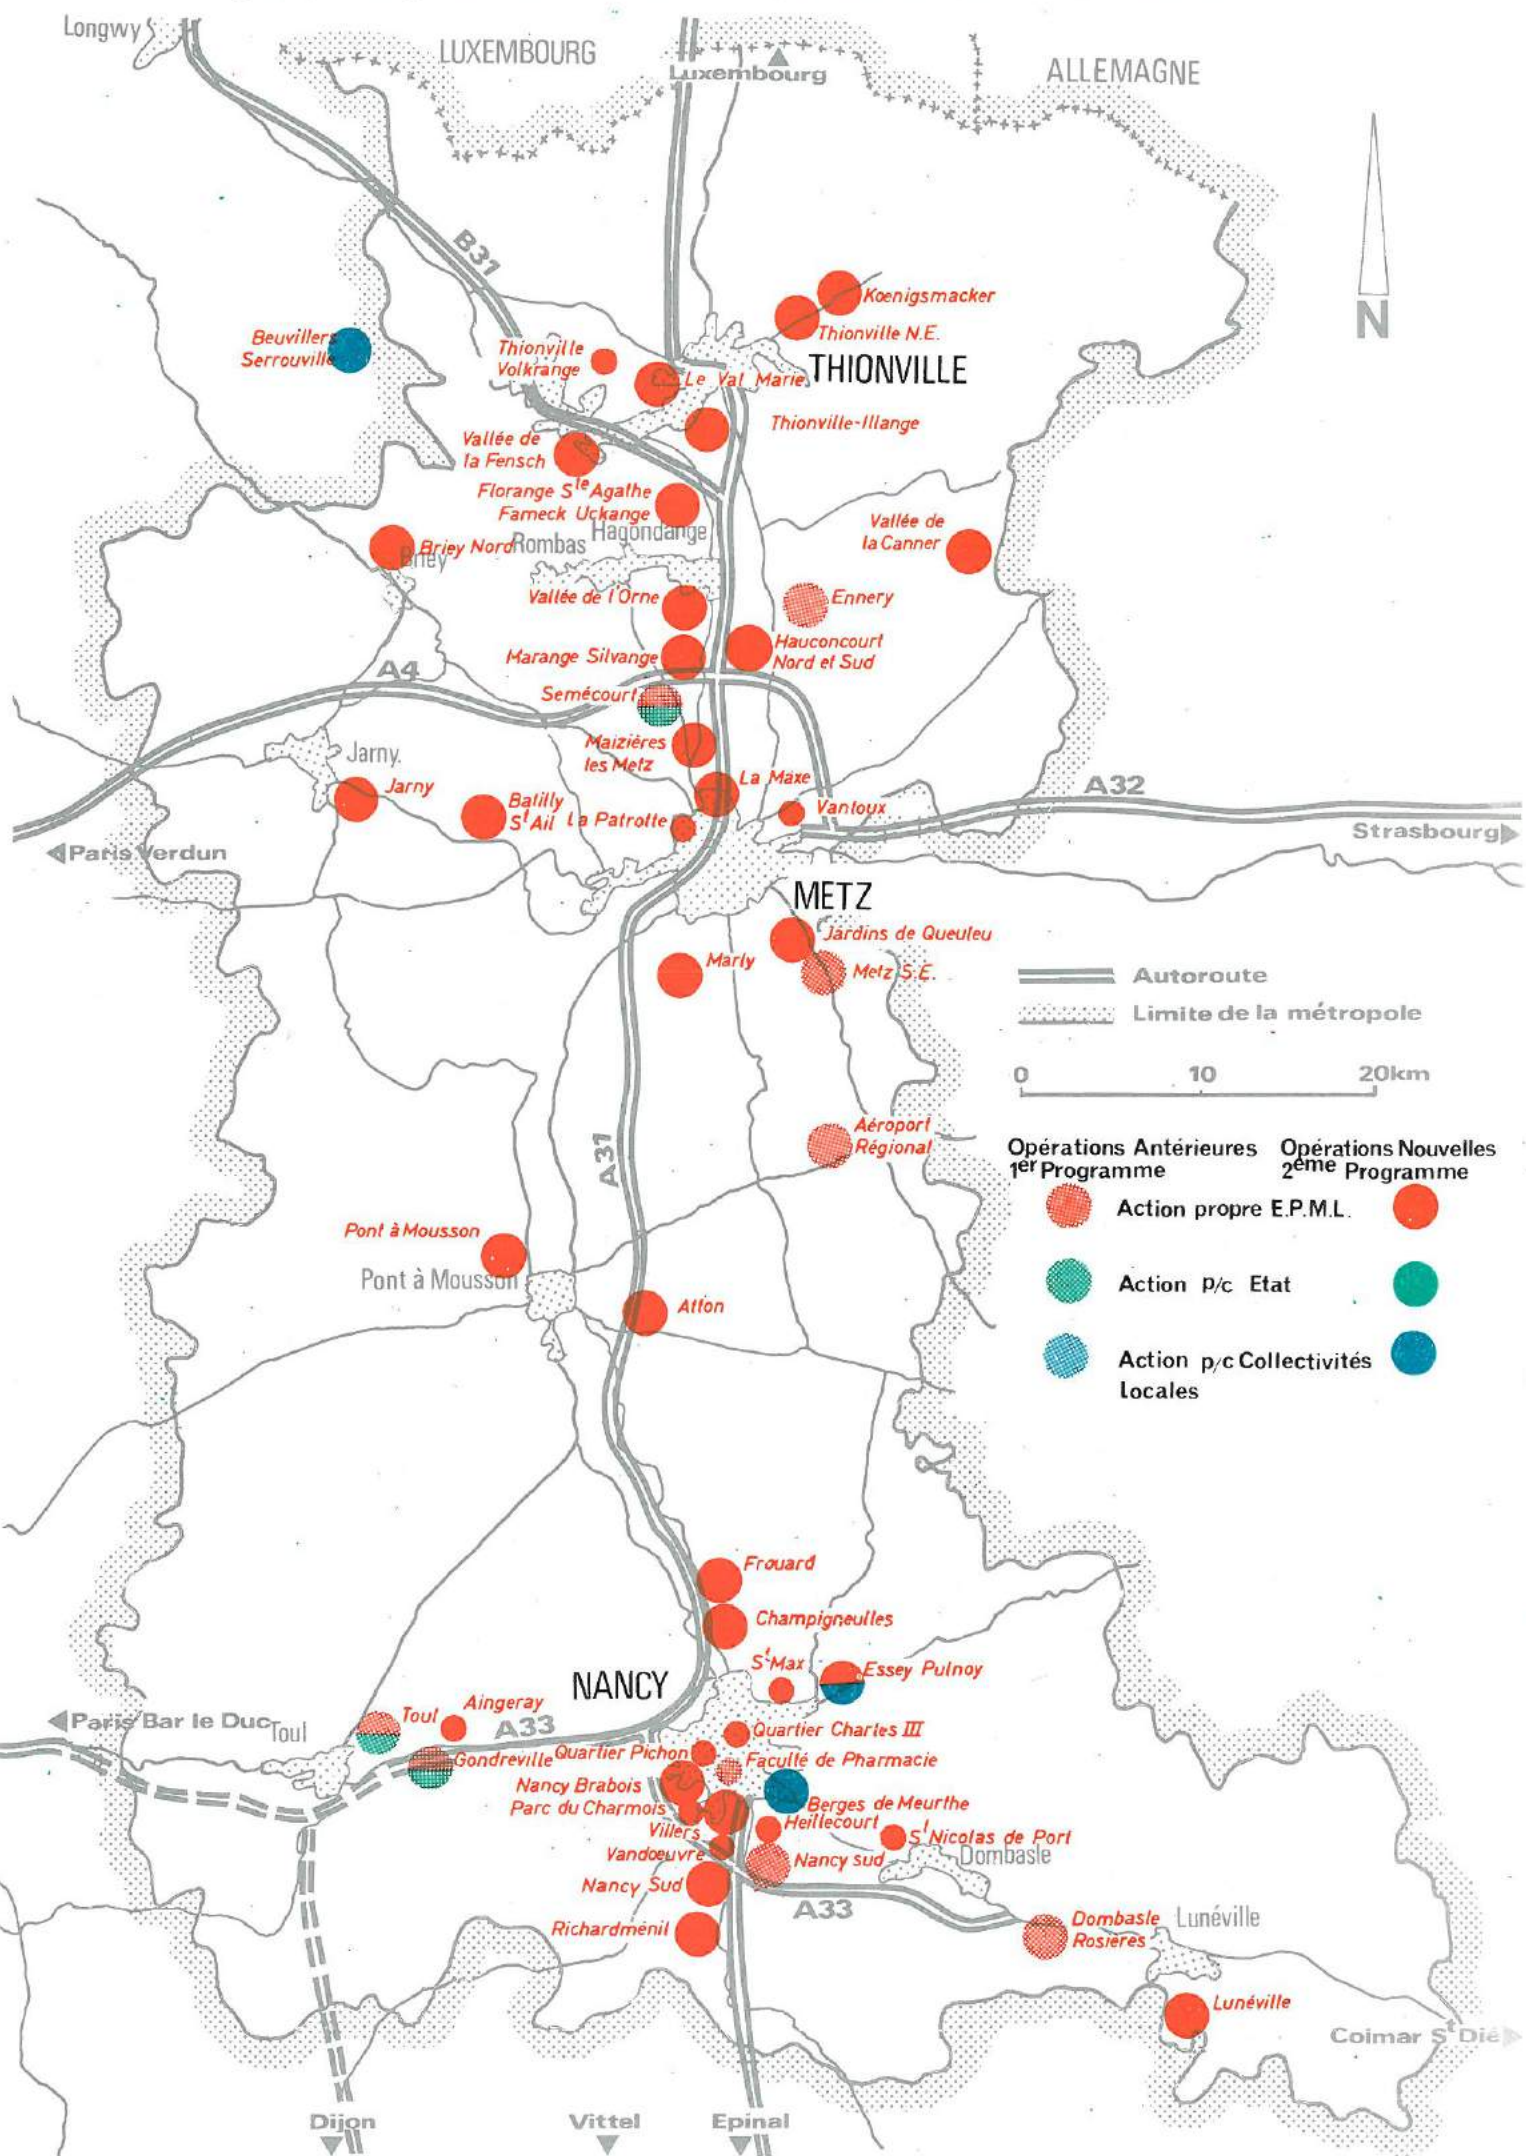 Longwy
LUXEMBOURG
Luxembourg
ALLEMAGNE
B31
N
Kœnigsmacker
Thionville N.E.
Beuvillers
Serrouville
Thionville
Volkrange
THIONVILLE
Le Val Marie
Thionville-Illange
Vallée de
la Fensch
Florange Ste Agathe
Fameck Uckange
Hagondange
Rombas
Briey Nord
Briey
Vallée de
la Canner
Vallée de l'Orne
Ennery
Marange Silvange
Hauconcourt
Nord et Sud
A4
Semécourt
Maizières
les Metz
Jarny.
Jarny
Batilly
St Ail
La Patrotte
La Maxe
Vantoux
A32
Strasbourg
Paris Verdun
METZ
Jardins de Queuleu
Marly
Metz S.E.
Autoroute
Limite de la métropole
0 10 20km
Aéroport
Régional
A31
Opérations Antérieures
1er Programme
Opérations Nouvelles
2ème Programme
Action propre E.P.M.L.
Action p/c Etat
Action p/c Collectivités
Locales
Pont à Mousson
Pont à Mousson
Atton
Frouard
Champigneulles
NANCY
St Max
Essey Pulnoy
Paris Bar le Duc
Toul
Toul
Aingeray
A33
Quartier Charles III
Gondreville
Quartier Pichon
Faculté de Pharmacie
Nancy Brabois
Parc du Charmois
Berges de Meurthe
Villers
Heillecourt
St Nicolas de Port
Vandœuvre
Nancy sud
Dombasle
Nancy Sud
A33
Richardménil
Dombasle
Rosières
Lunéville
Lunéville
Colmar St Dié
Dijon
Vittel
Epinal